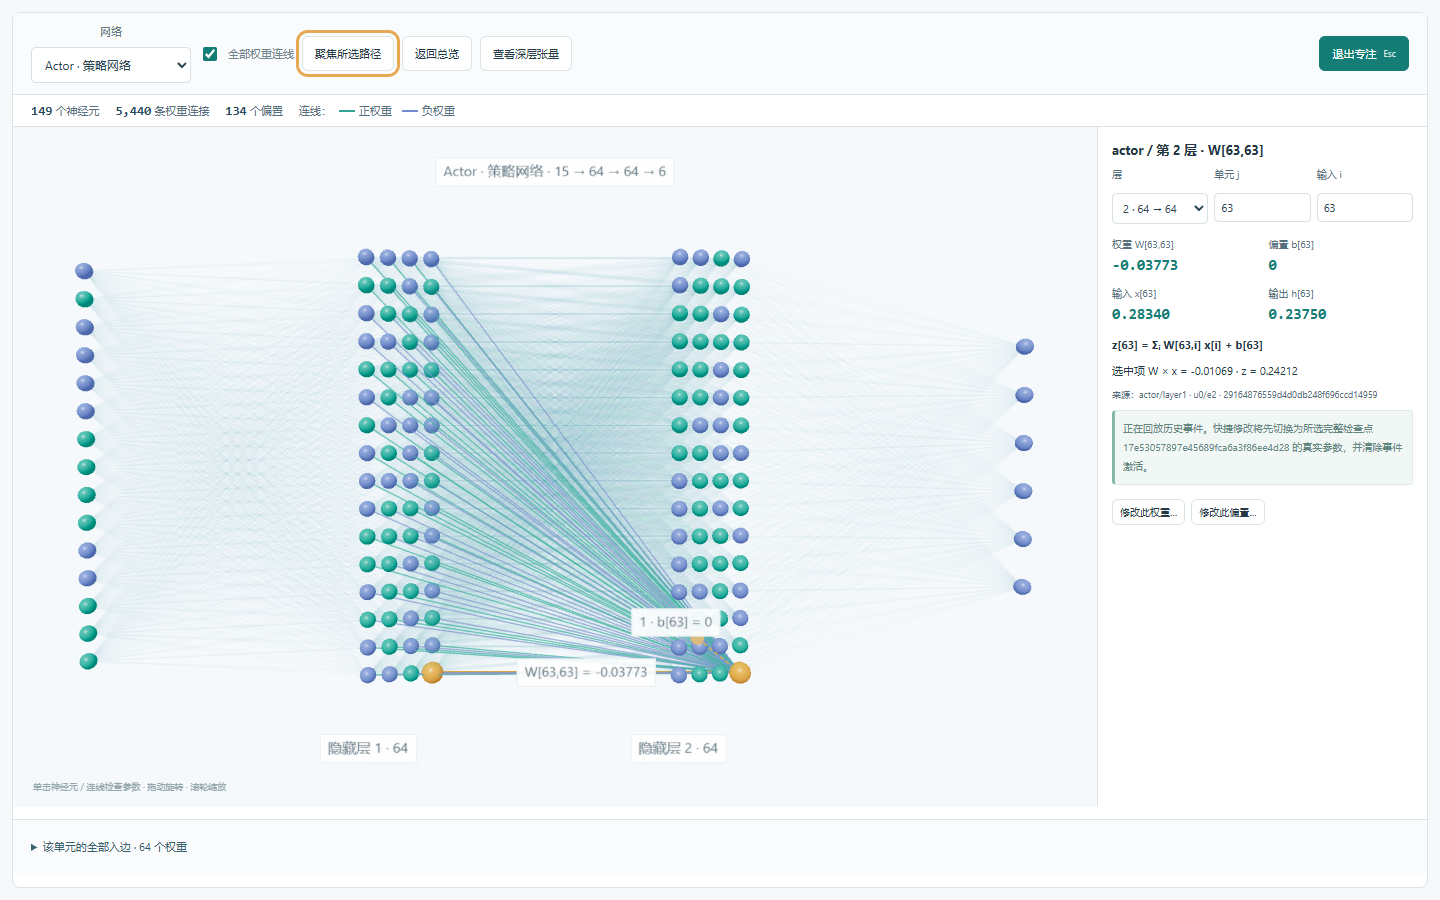 网络
Actor · 策略网络
全部权重连线
聚焦所选路径
返回总览
查看深层张量
退出专注 Esc
149 个神经元 5,440 条权重连接 134 个偏置 连线: 正权重 负权重
Actor · 策略网络 · 15 → 64 → 64 → 6
1 · b[63] = 0
W[63,63] = -0.03773
隐藏层 1 · 64
隐藏层 2 · 64
单击神经元 / 连线检查参数 · 拖动旋转 · 滚轮缩放
actor / 第 2 层 · W[63,63]
层 单元 j 输入 i
2 · 64 → 64 63 63
权重 W[63,63] 偏置 b[63]
-0.03773 0
输入 x[63] 输出 h[63]
0.28340 0.23750
z[63] = Σᵢ W[63,i] x[i] + b[63]
选中项 W × x = -0.01069 · z = 0.24212
来源: actor/layer1 · u0/e2 · 29164876559d4d0db248f696ccd14959
正在回放历史事件。快捷修改将先切换为所选完整检查点
17e53057897e45689fca6a3f86ee4d28 的真实参数，并清除事件
激活。
修改此权重...
修改此偏置...
▶ 该单元的全部入边 · 64 个权重